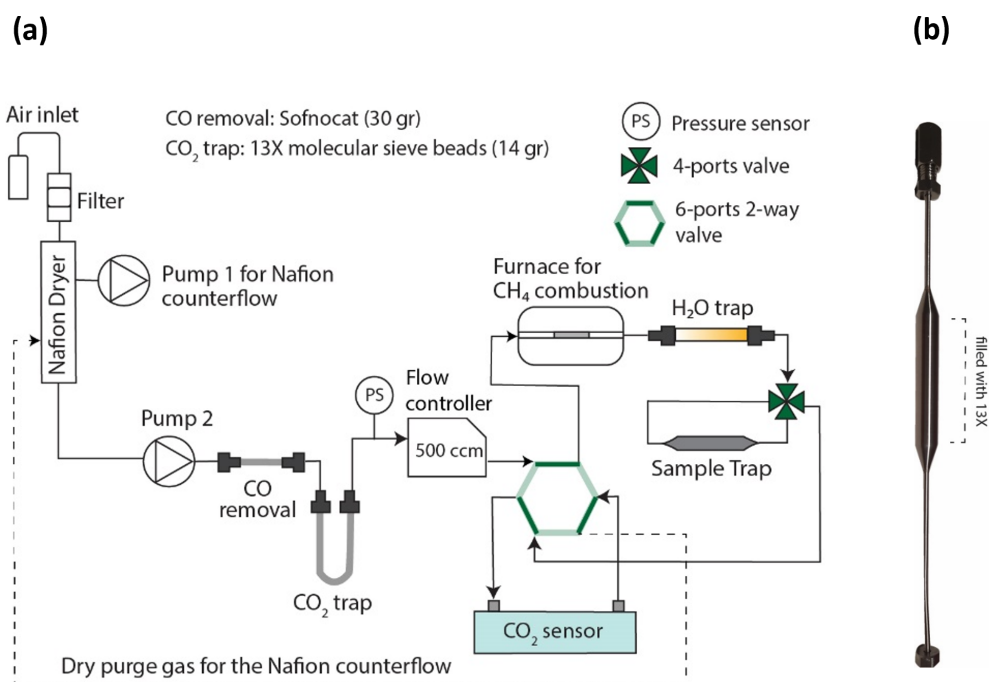 (a)
(b)
Air inlet
CO removal: Sofnocat (30 gr)
CO2 trap: 13X molecular sieve beads (14 gr)
PS
Pressure sensor
4-ports valve
6-ports 2-way
valve
Filter
Nafion Dryer
Pump 1 for Nafion
counterflow
Furnace for
CH4 combustion
H2O trap
filled with 13X
PS
Flow
controller
500 ccm
Pump 2
Sample Trap
CO
removal
CO2 trap
CO2 sensor
Dry purge gas for the Nafion counterflow